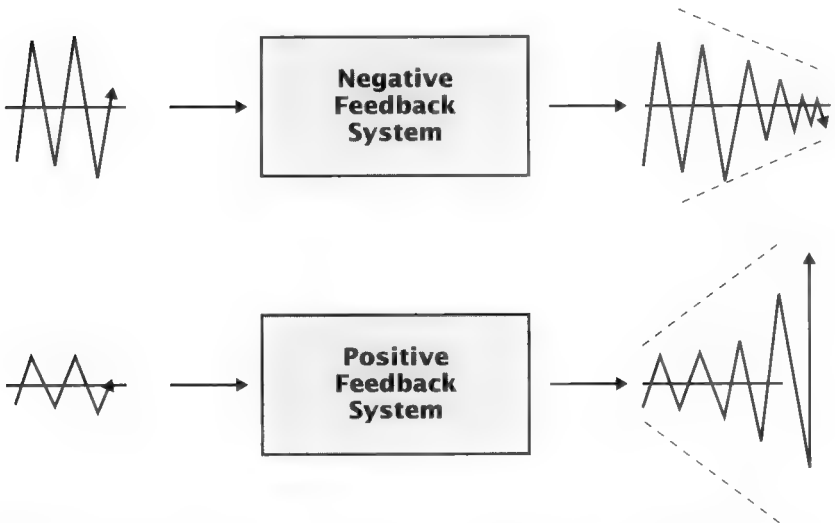 Negative
Feedback
System
Positive
Feedback
System